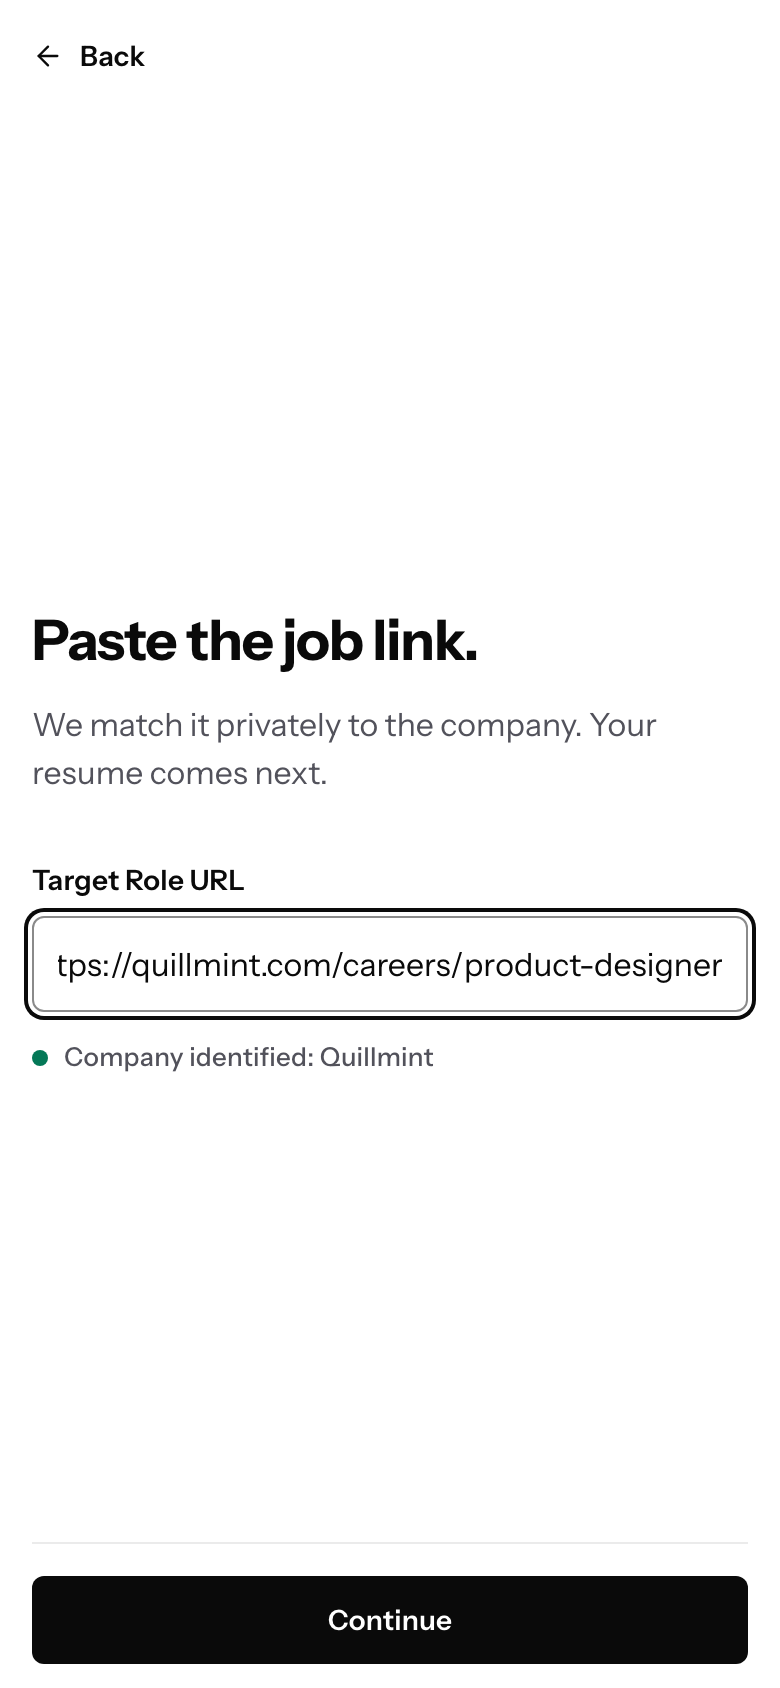 Back
Paste the job link.
We match it privately to the company. Your
resume comes next.
Target Role URL
tps://quillmint.com/careers/product-designer
Company identified: Quillmint
Continue